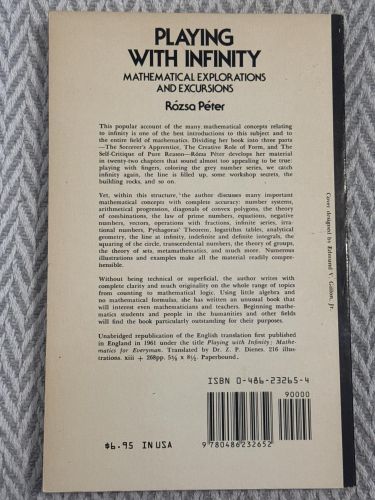 PLAYING
WITH INFINITY
MATHEMATICAL EXPLORATIONS
AND EXCURSIONS
Rózsa Péter
This popular account of the many mathematical concepts relating
to infinity is one of the best introductions to this subject and to
the entire field of mathematics. Dividing her book into three parts
—The Sorcerer's Apprentice, The Creative Role of Form, and The
Self-Critique of Pure Reason—Rózsa Péter develops her material
in twenty-two chapters that sound almost too appealing to be true:
playing with fingers, coloring the grey number series, we catch
infinity again, the line is filled up, some workshop secrets, the
building rocks, and so on.
Yet, within this structure, the author discusses many important
mathematical concepts with complete accuracy: number systems,
arithmetical progression, diagonals of convex polygons, the theory
of combinations, the law of prime numbers, equations, negative
numbers, vectors, operations with fractions, infinite series, irra-
tional numbers, Pythagoras' Theorem, logarithm tables, analytical
geometry, the line at infinity, indefinite and definite integrals, the
squaring of the circle, transcendental numbers, the theory of groups,
the theory of sets, metamathematics, and much more. Numerous
illustrations and examples make all the material readily compre-
hensible.
Without being technical or superficial, the author writes with
complete clarity and much originality on the whole range of topics
from counting to mathematical logic. Using little algebra and
no mathematical formulas, she has written an unusual book that
will interest even mathematicians and teachers. Beginning mathe-
matics students and people in the humanities and other fields
will find the book particularly outstanding for their purposes.
Unabridged republication of the English translation first published
in England in 1961 under the title Playing with Infinity: Mathe-
matics for Everyman. Translated by Dr. Z. P. Dienes. 216 illus-
trations. xiii + 268pp. 5⅜ x 8½. Paperbound.
Cover designed by Edmund V. Gillon, Jr.
ISBN 0-486-23265-4
90000
9 780486 232652
$6.95 IN USA